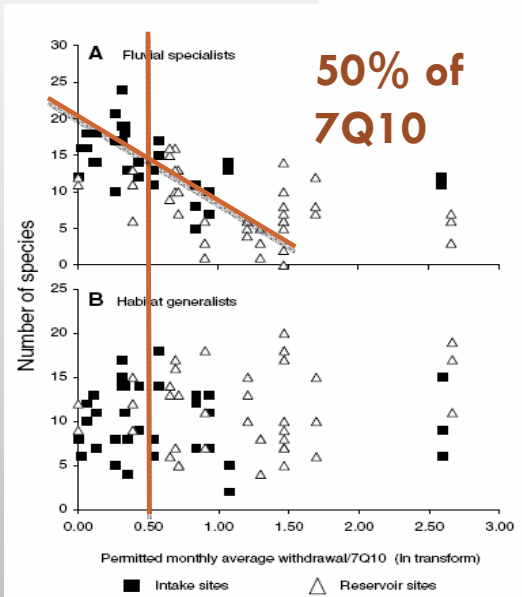 50% of
7Q10
A Fluvial specialists
30
25
20
15
10
5
0
Number of species
B Habitat generalists
25
20
15
10
5
0
0.00 0.50 1.00 1.50 2.00 2.50 3.00
Permitted monthly average withdrawal/7Q10 (ln transform)
Intake sites Reservoir sites